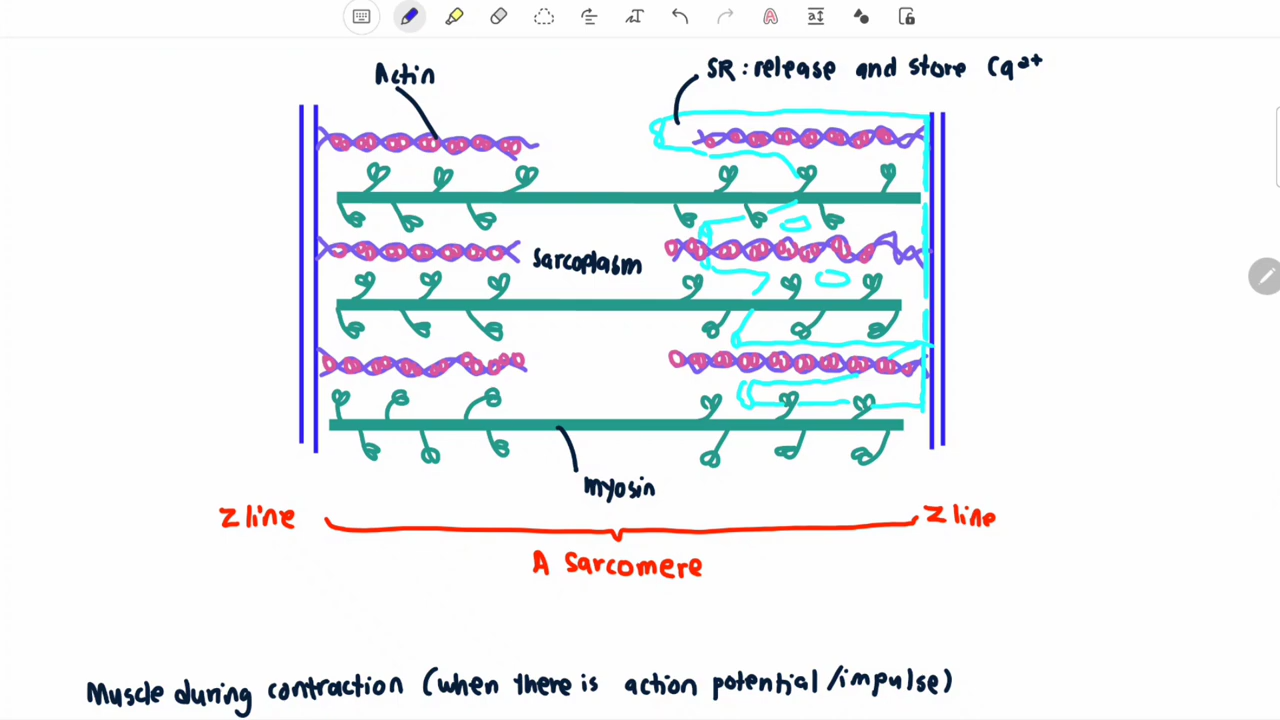 Actin
SR: release and store Ca²⁺
sarcoplasm
myosin
Z line
Z line
A sarcomere
Muscle during contraction (when there is action potential/impulse)